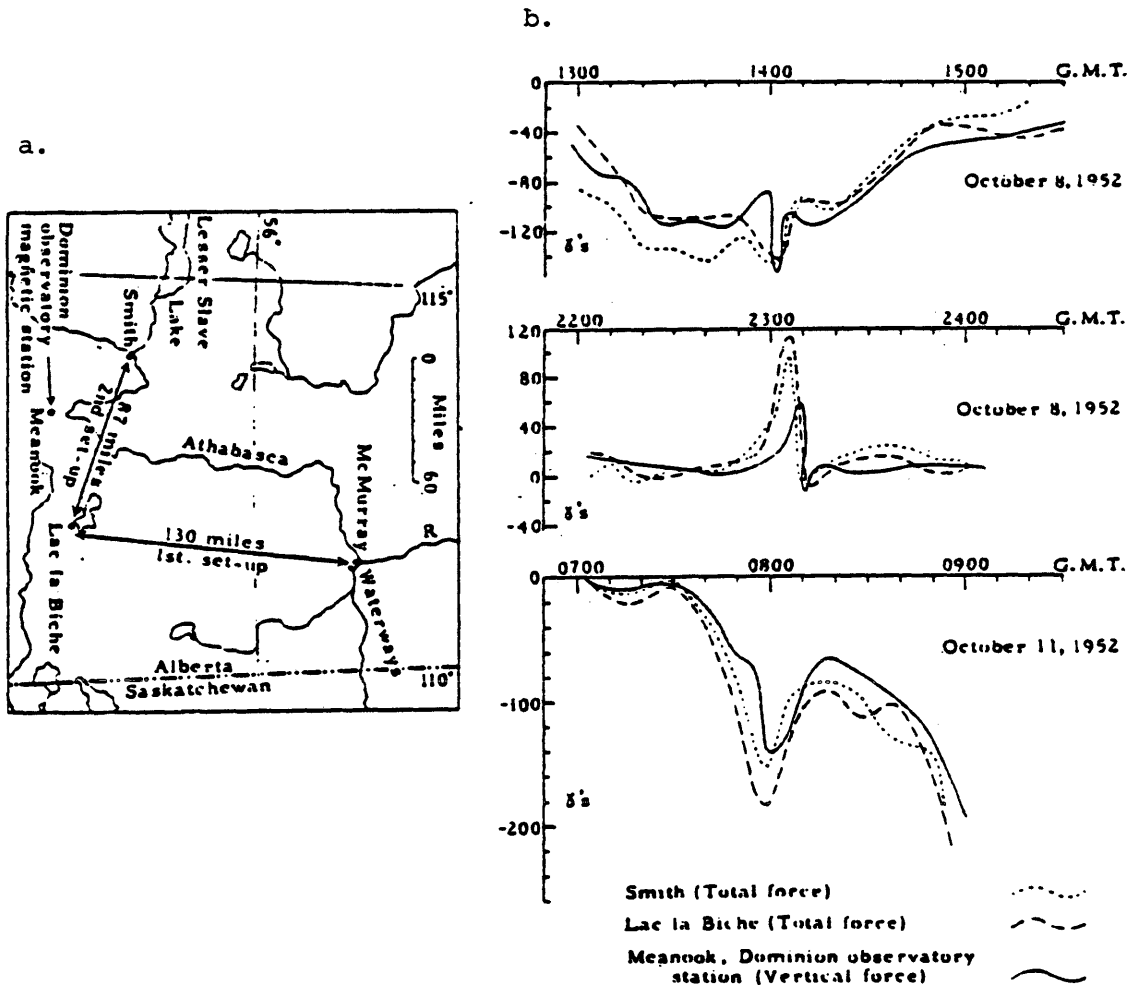 a.
Dominion
observatory
magnetic station
Meanook
Smith
Lesser Slave
Lake
56°
115°
0
Miles
60
87 miles
2nd set-up
Athabasca
McMurray
Waterways
R
130 miles
1st. set-up
Lac la Biche
Alberta
Saskatchewan
110°
b.
1300 1400 1500 G.M.T.
0
-40
-80
-120
October 8, 1952
ɣ's
2200 2300 2400 G.M.T.
120
80
40
0
-40
October 8, 1952
ɣ's
0700 0800 0900 G.M.T.
0
-100
-200
October 11, 1952
ɣ's
Smith (Total force)
Lac la Biche (Total force)
Meanook, Dominion observatory
station (Vertical force)